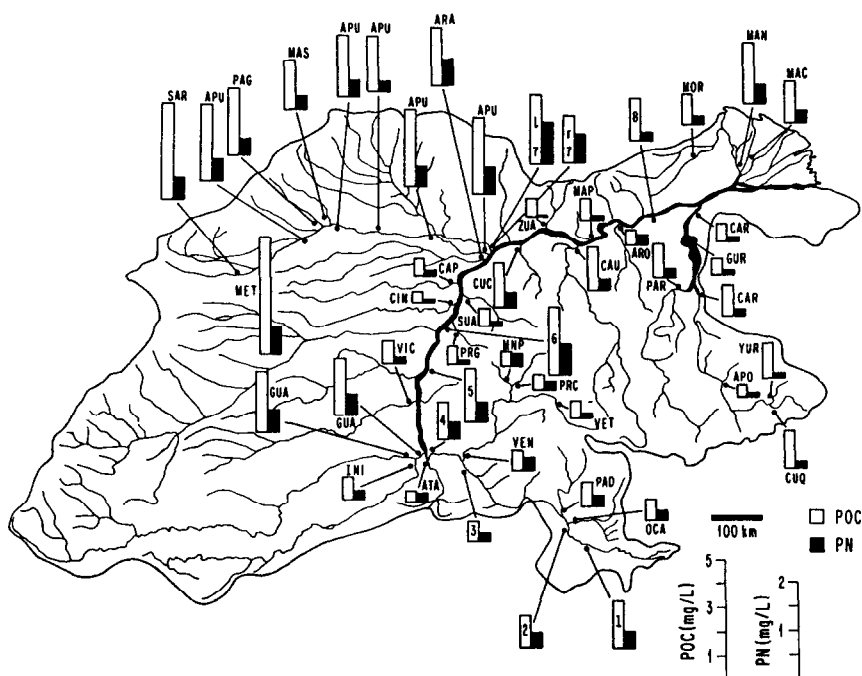 MAN
ARA
MAC
APU
APU
MAS
MOR
PAG
APU
SAR
APU
APU
L
7
r
7
8
MAP
ZUA
CAR
ARO
CAP
CUC
CAU
GUR
PAR
CAR
MET
CIN
SUA
6
VIC
PRG
MNP
YUR
5
PRC
APO
GUA
GUA
4
VET
VEN
CUQ
INI
ATA
PAD
3
OCA
100 km
POC
PN
2
1
POC(mg/L)
5
3
1
PN(mg/L)
2
1